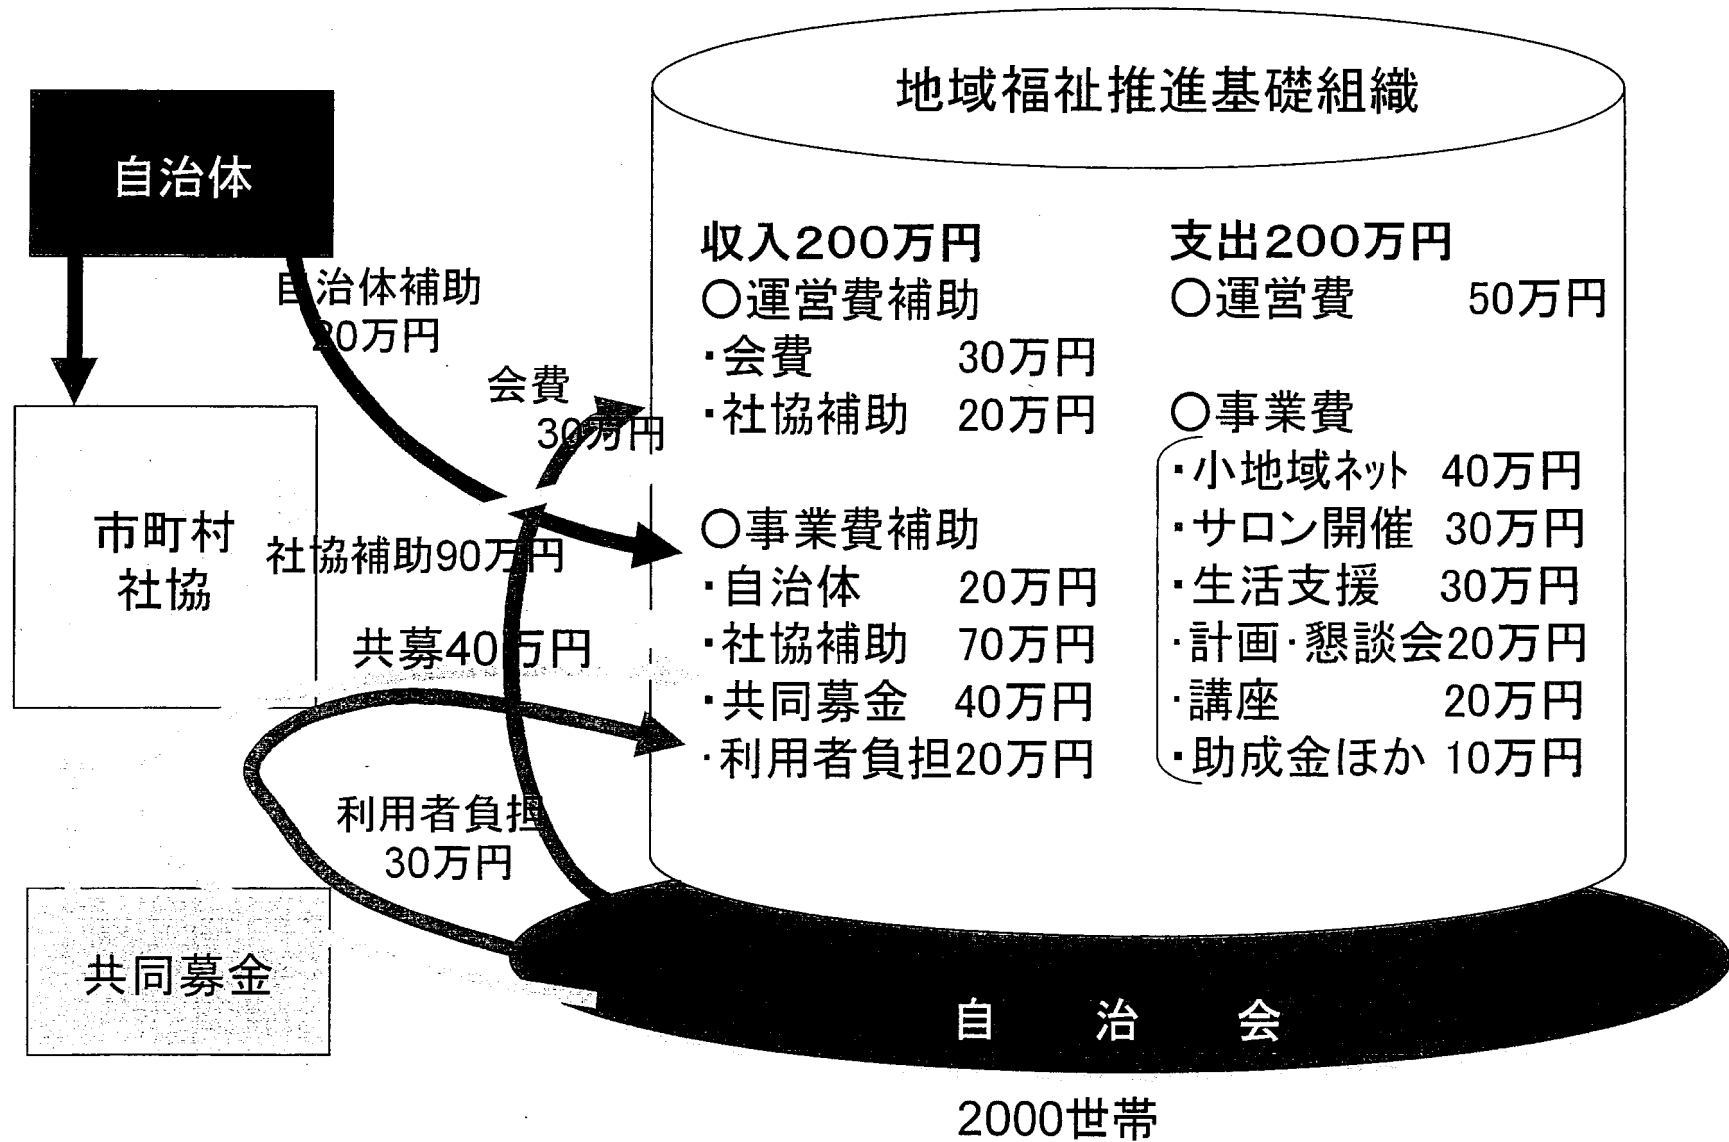 地域福祉推進基礎組織
自治体
自治体補助
20万円
会費
30万円
市町村
社協
社協補助90万円
共募40万円
利用者負担
30万円
共同募金
収入200万円
○運営費補助
・会費 30万円
・社協補助 20万円
○事業費補助
・自治体 20万円
・社協補助 70万円
・共同募金 40万円
・利用者負担20万円
支出200万円
○運営費 50万円
○事業費
・小地域ネット 40万円
・サロン開催 30万円
・生活支援 30万円
・計画・懇談会20万円
・講座 20万円
・助成金ほか 10万円
自 治 会
2000世帯